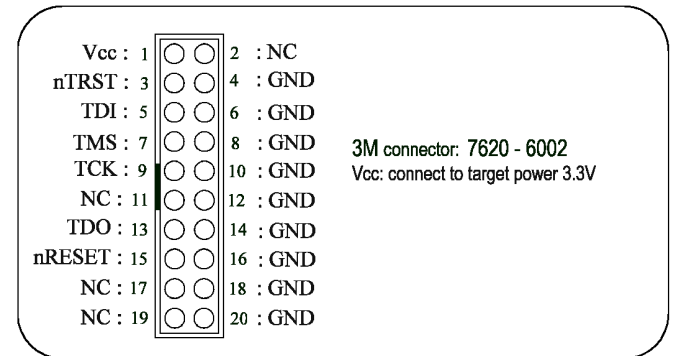 Vcc : 1 2 : NC
nTRST : 3 4 : GND
TDI : 5 6 : GND
TMS : 7 8 : GND
TCK : 9 10 : GND
NC : 11 12 : GND
TDO : 13 14 : GND
nRESET : 15 16 : GND
NC : 17 18 : GND
NC : 19 20 : GND
3M connector: 7620 - 6002
Vcc: connect to target power 3.3V